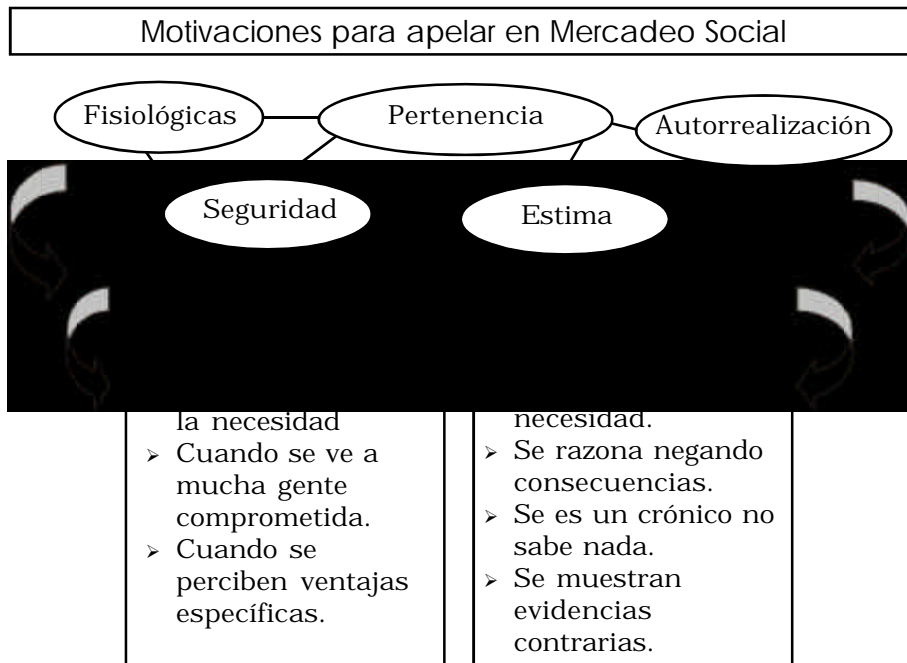 Motivaciones para apelar en Mercadeo Social
Fisiológicas
Pertenencia
Autorrealización
Seguridad
Estima
la necesidad
➢ Cuando se ve a
mucha gente
comprometida.
➢ Cuando se
perciben ventajas
específicas.
necesidad.
➢ Se razona negando
consecuencias.
➢ Se es un crónico no
sabe nada.
➢ Se muestran
evidencias
contrarias.